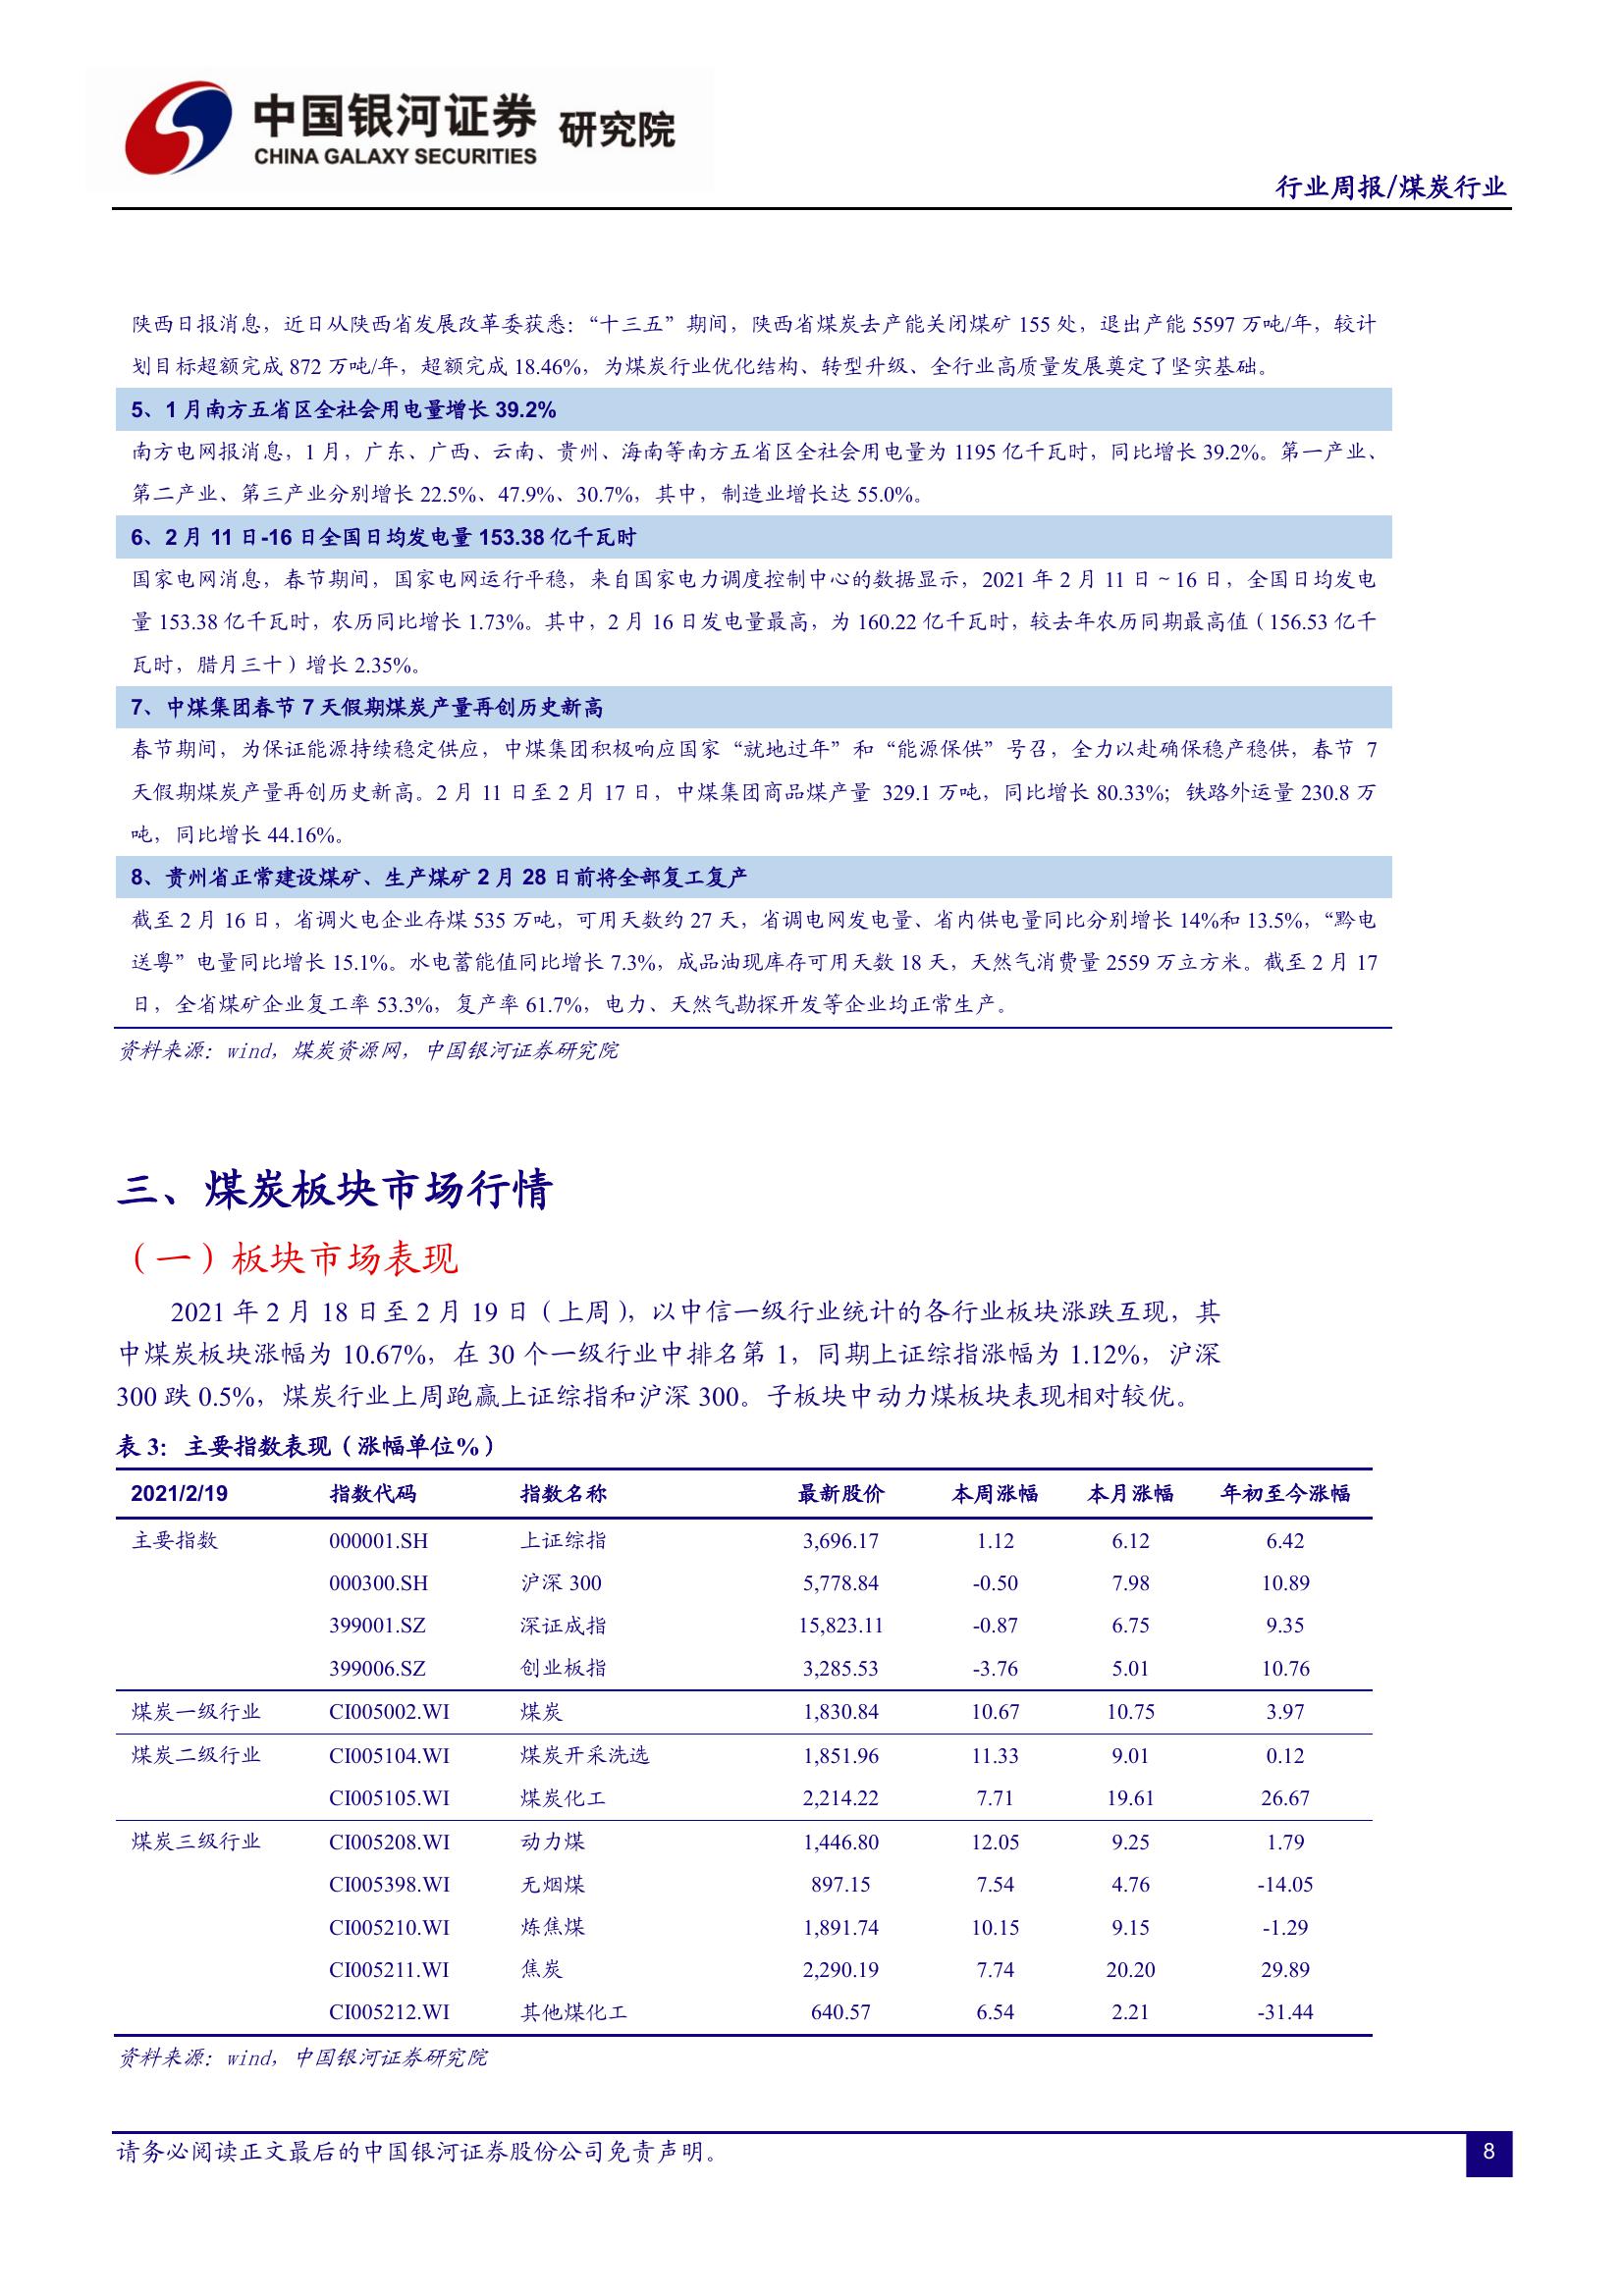 中国银河证券 研究院
CHINA GALAXY SECURITIES
行业周报/煤炭行业
陕西日报消息，近日从陕西省发展改革委获悉：“十三五”期间，陕西省煤炭去产能关闭煤矿 155 处，退出产能 5597 万吨/年，较计
划目标超额完成 872 万吨/年，超额完成 18.46%，为煤炭行业优化结构、转型升级、全行业高质量发展奠定了坚实基础。
5、1 月南方五省区全社会用电量增长 39.2%
南方电网报消息，1 月，广东、广西、云南、贵州、海南等南方五省区全社会用电量为 1195 亿千瓦时，同比增长 39.2%。第一产业、
第二产业、第三产业分别增长 22.5%、47.9%、30.7%，其中，制造业增长达 55.0%。
6、2 月 11 日-16 日全国日均发电量 153.38 亿千瓦时
国家电网消息，春节期间，国家电网运行平稳，来自国家电力调度控制中心的数据显示，2021 年 2 月 11 日～16 日，全国日均发电
量 153.38 亿千瓦时，农历同比增长 1.73%。其中，2 月 16 日发电量最高，为 160.22 亿千瓦时，较去年农历同期最高值（156.53 亿千
瓦时，腊月三十）增长 2.35%。
7、中煤集团春节 7 天假期煤炭产量再创历史新高
春节期间，为保证能源持续稳定供应，中煤集团积极响应国家“就地过年”和“能源保供”号召，全力以赴确保稳产稳供，春节 7
天假期煤炭产量再创历史新高。2 月 11 日至 2 月 17 日，中煤集团商品煤产量 329.1 万吨，同比增长 80.33%；铁路外运量 230.8 万
吨，同比增长 44.16%。
8、贵州省正常建设煤矿、生产煤矿 2 月 28 日前将全部复工复产
截至 2 月 16 日，省调火电企业存煤 535 万吨，可用天数约 27 天，省调电网发电量、省内供电量同比分别增长 14%和 13.5%，“黔电
送粤”电量同比增长 15.1%。水电蓄能值同比增长 7.3%，成品油现库存可用天数 18 天，天然气消费量 2559 万立方米。截至 2 月 17
日，全省煤矿企业复工率 53.3%，复产率 61.7%，电力、天然气勘探开发等企业均正常生产。
资料来源：wind，煤炭资源网，中国银河证券研究院
三、煤炭板块市场行情
（一）板块市场表现
2021 年 2 月 18 日至 2 月 19 日（上周），以中信一级行业统计的各行业板块涨跌互现，其
中煤炭板块涨幅为 10.67%，在 30 个一级行业中排名第 1，同期上证综指涨幅为 1.12%，沪深
300 跌 0.5%，煤炭行业上周跑赢上证综指和沪深 300。子板块中动力煤板块表现相对较优。
表 3：主要指数表现（涨幅单位%）
2021/2/19 指数代码 指数名称 最新股价 本周涨幅 本月涨幅 年初至今涨幅
主要指数 000001.SH 上证综指 3,696.17 1.12 6.12 6.42
000300.SH 沪深 300 5,778.84 -0.50 7.98 10.89
399001.SZ 深证成指 15,823.11 -0.87 6.75 9.35
399006.SZ 创业板指 3,285.53 -3.76 5.01 10.76
煤炭一级行业 CI005002.WI 煤炭 1,830.84 10.67 10.75 3.97
煤炭二级行业 CI005104.WI 煤炭开采洗选 1,851.96 11.33 9.01 0.12
CI005105.WI 煤炭化工 2,214.22 7.71 19.61 26.67
煤炭三级行业 CI005208.WI 动力煤 1,446.80 12.05 9.25 1.79
CI005398.WI 无烟煤 897.15 7.54 4.76 -14.05
CI005210.WI 炼焦煤 1,891.74 10.15 9.15 -1.29
CI005211.WI 焦炭 2,290.19 7.74 20.20 29.89
CI005212.WI 其他煤化工 640.57 6.54 2.21 -31.44
资料来源：wind，中国银河证券研究院
请务必阅读正文最后的中国银河证券股份公司免责声明。
8